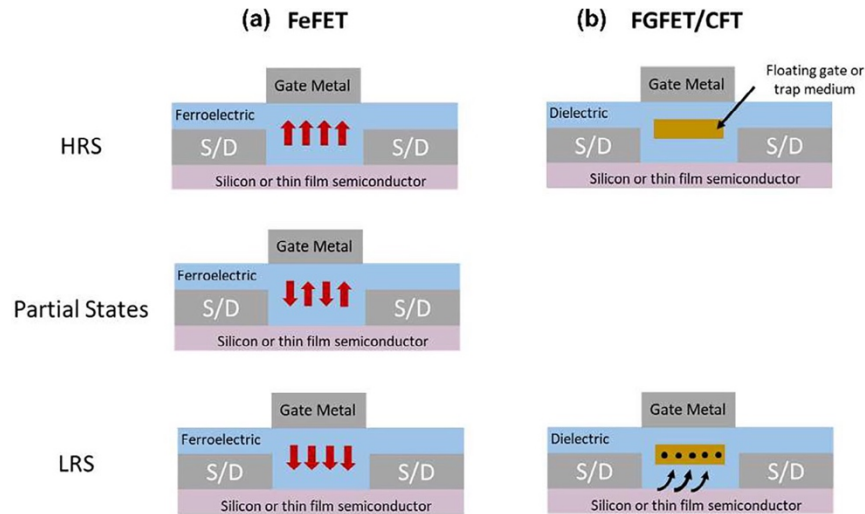 (a) FeFET
(b) FGFET/CFT
HRS
Gate Metal
Ferroelectric
S/D
S/D
Silicon or thin film semiconductor
Gate Metal
Floating gate or
trap medium
Dielectric
S/D
S/D
Silicon or thin film semiconductor
Partial States
Gate Metal
Ferroelectric
S/D
S/D
Silicon or thin film semiconductor
LRS
Gate Metal
Ferroelectric
S/D
S/D
Silicon or thin film semiconductor
Gate Metal
Dielectric
S/D
S/D
Silicon or thin film semiconductor